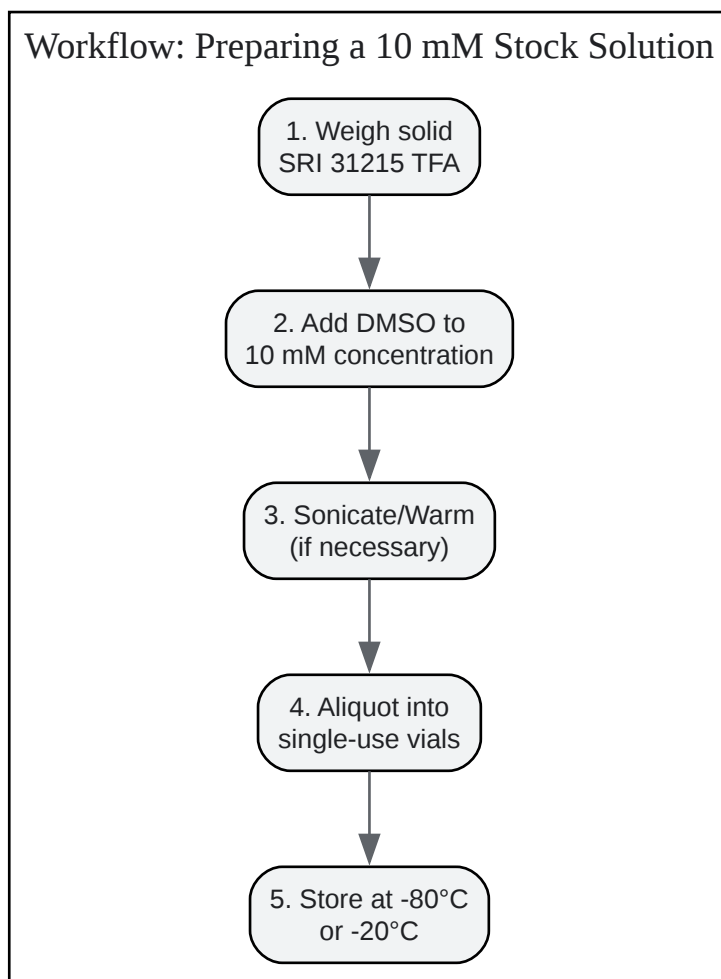 Workflow: Preparing a 10 mM Stock Solution
1. Weigh solid
SRI 31215 TFA
2. Add DMSO to
10 mM concentration
3. Sonicate/Warm
(if necessary)
4. Aliquot into
single-use vials
5. Store at -80°C
or -20°C